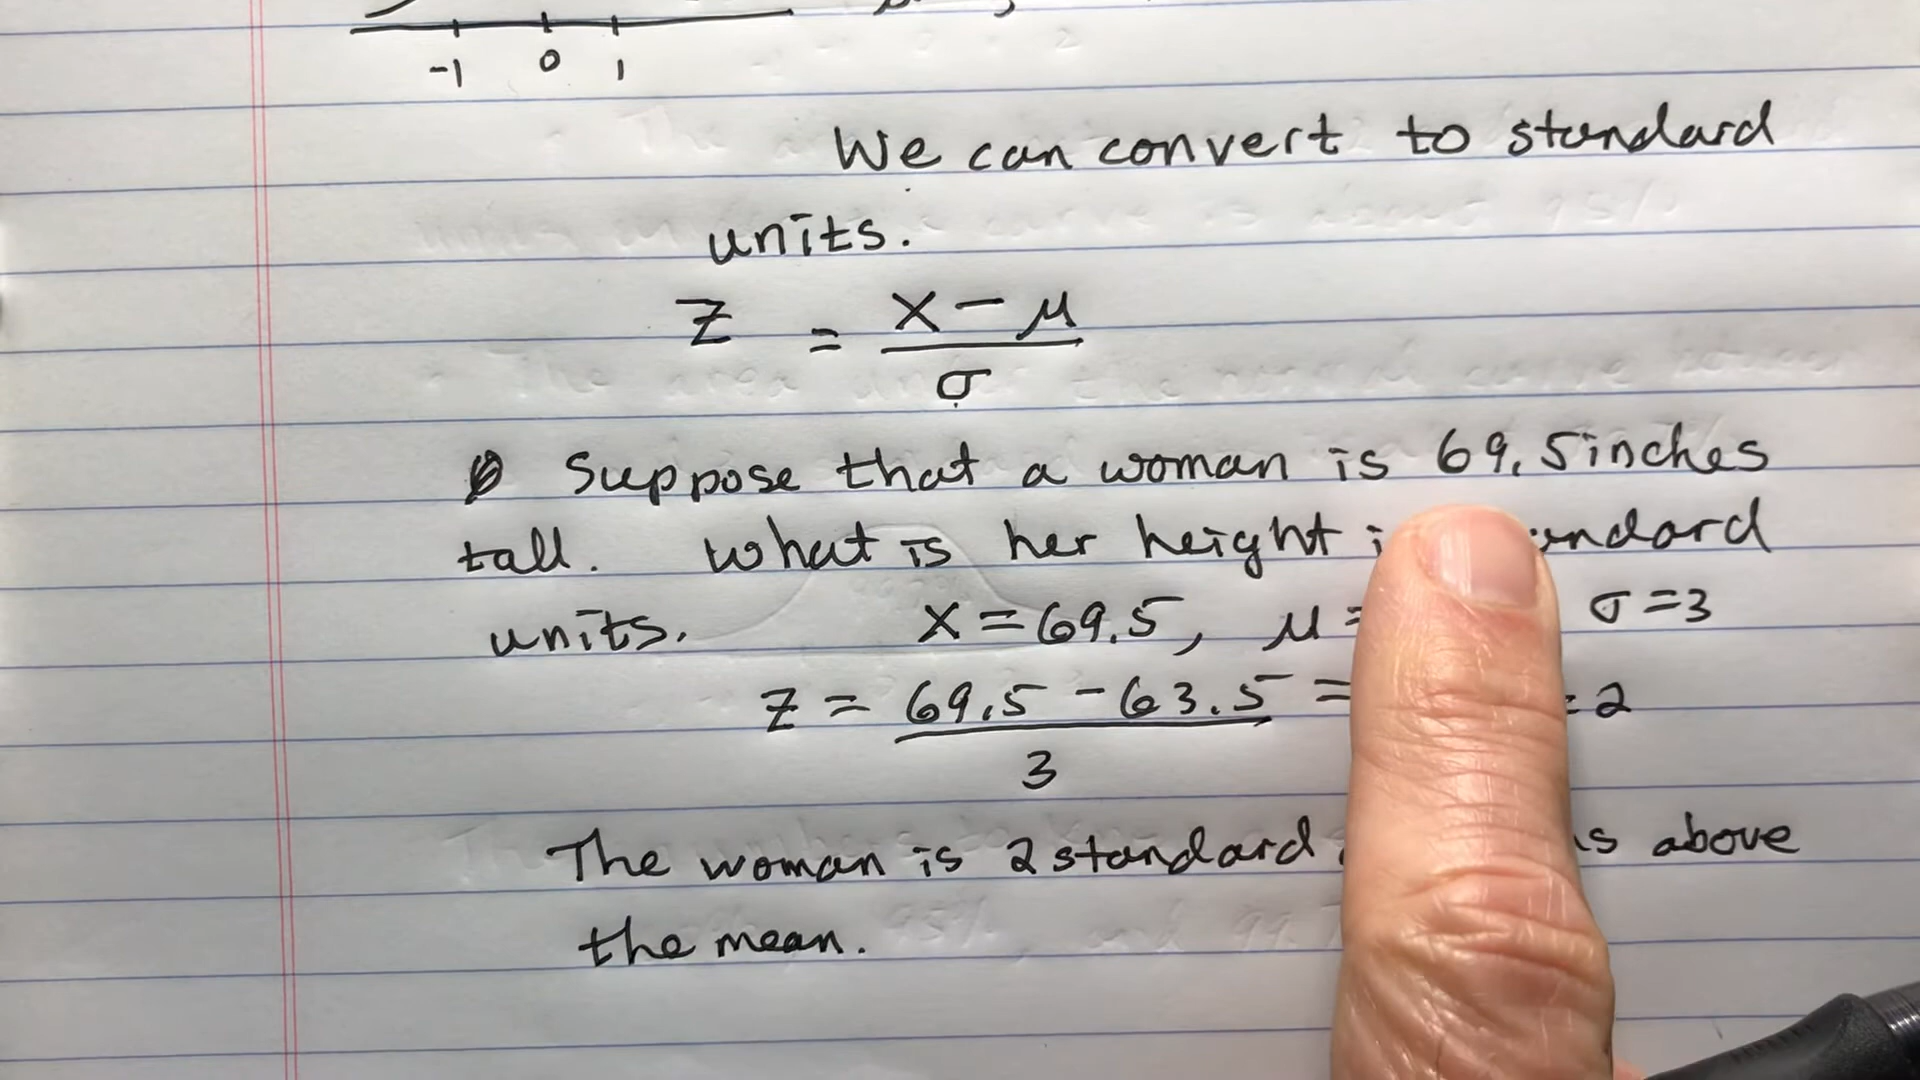 -1 0 1
We can convert to standard
units.
Z = x - μ
σ
Suppose that a woman is 69.5 inches
tall. What is her height
units. x = 69.5, μ = σ = 3
Z = 69.5 - 63.5 = = 2
3
The woman is 2 standard above
the mean.